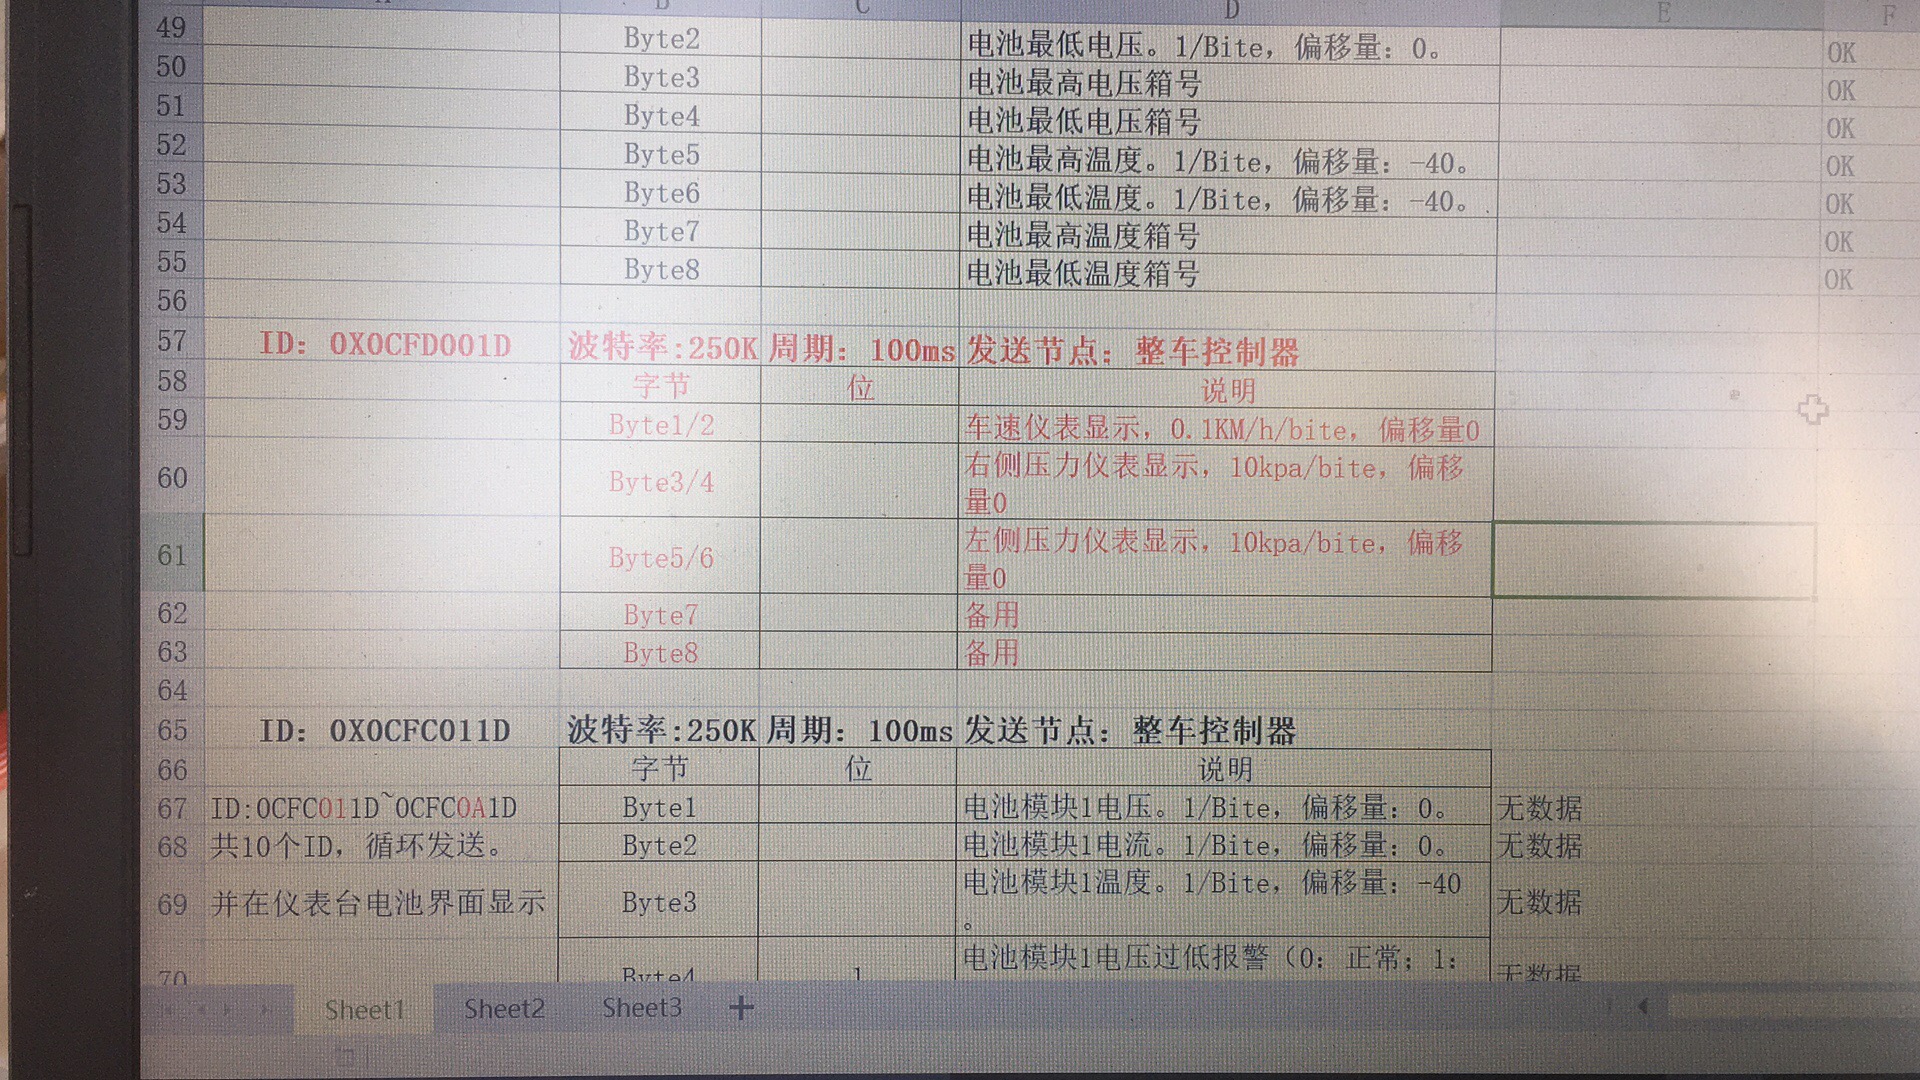 A B C D E F
49 Byte2 电池最低电压。1/Bite，偏移量：0。 OK
50 Byte3 电池最高电压箱号 OK
51 Byte4 电池最低电压箱号 OK
52 Byte5 电池最高温度。1/Bite，偏移量：-40。 OK
53 Byte6 电池最低温度。1/Bite，偏移量：-40。 OK
54 Byte7 电池最高温度箱号 OK
55 Byte8 电池最低温度箱号 OK
56
57 ID：0X0CFD001D 波特率:250K 周期：100ms 发送节点：整车控制器
58 字节 位 说明
59 Byte1/2 车速仪表显示，0.1KM/h/bite，偏移量0
60 Byte3/4 右侧压力仪表显示，10kpa/bite，偏移
量0
61 Byte5/6 左侧压力仪表显示，10kpa/bite，偏移
量0
62 Byte7 备用
63 Byte8 备用
64
65 ID：0X0CFC011D 波特率:250K 周期：100ms 发送节点：整车控制器
66 字节 位 说明
67 ID:0CFC011D~0CFC0A1D Byte1 电池模块1电压。1/Bite，偏移量：0。 无数据
68 共10个ID，循环发送。 Byte2 电池模块1电流。1/Bite，偏移量：0。 无数据
69 并在仪表台电池界面显示 Byte3 电池模块1温度。1/Bite，偏移量：-40
。 无数据
70 Byte4 1 电池模块1电压过低报警（0：正常；1： 无数据
Sheet1 Sheet2 Sheet3 +